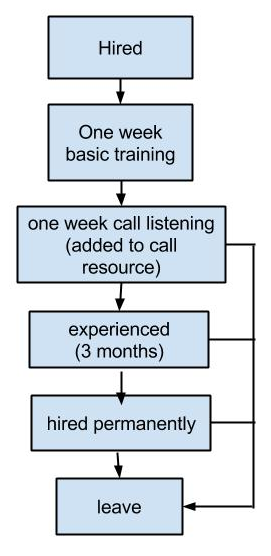 Hired
One week
basic training
one week call listening
(added to call
resource)
experienced
(3 months)
hired permanently
leave